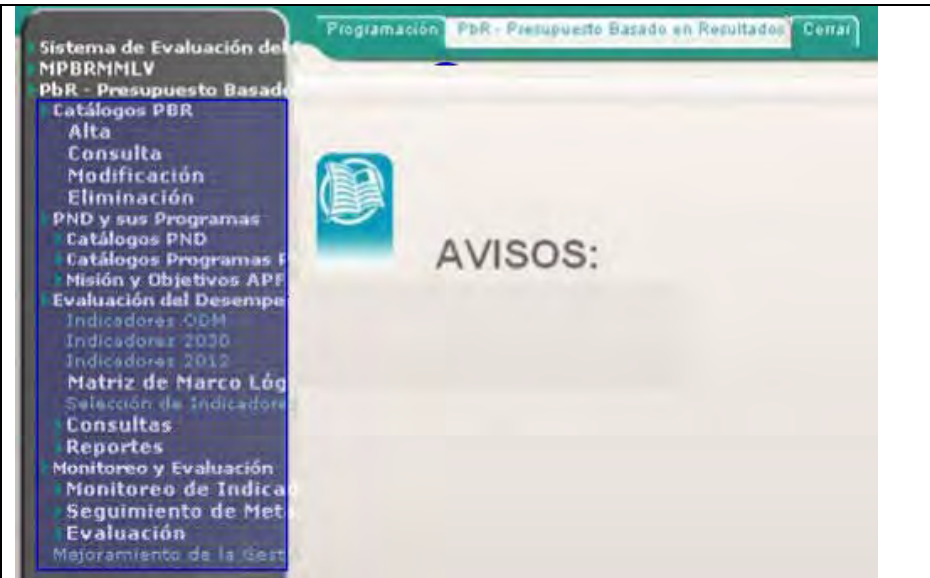 Programación PbR - Presupuesto Basado en Resultados Cerrar
Sistema de Evaluación del
MPBRMMLV
PbR - Presupuesto Basado
Catálogos PBR
Alta
Consulta
Modificación
Eliminación
PND y sus Programas
Catálogos PND
Catálogos Programas
Misión y Objetivos APF
Evaluación del Desempe
Indicadores ODM
Indicadores 2030
Indicadores 2012
Matriz de Marco Lóg
Selección de Indicadore
Consultas
Reportes
Monitoreo y Evaluación
Monitoreo de Indica
Seguimiento de Met
Evaluación
Mejoramiento de la Gest
AVISOS: